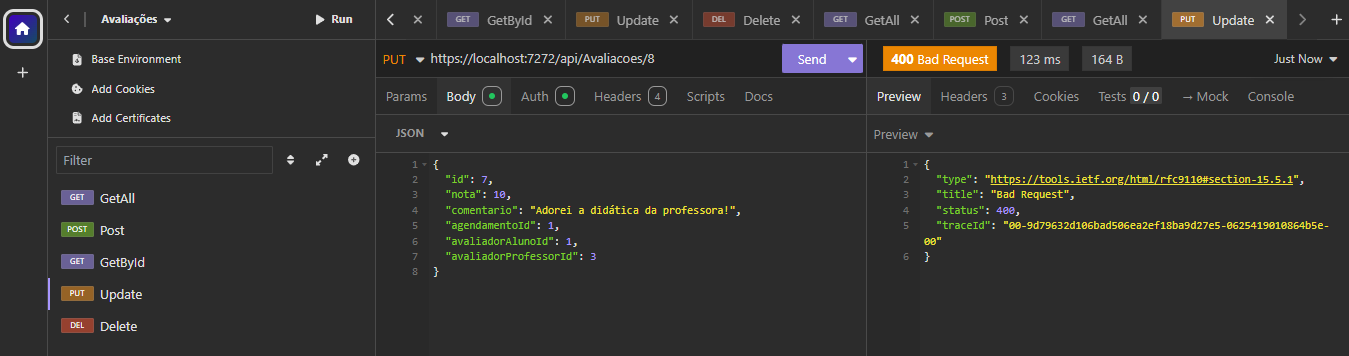 Avaliações
Run
Base Environment
Add Cookies
Add Certificates
Filter
GET GetAll
POST Post
GET GetById
PUT Update
DEL Delete
GET GetById
PUT Update
DEL Delete
GET GetAll
POST Post
GET GetAll
PUT Update
PUT https://localhost:7272/api/Avaliacoes/8 Send
Params Body Auth Headers 4 Scripts Docs
JSON
1 {
2 "id": 7,
3 "nota": 10,
4 "comentario": "Adorei a didática da professora!",
5 "agendamentoId": 1,
6 "avaliadorAlunoId": 1,
7 "avaliadorProfessorId": 3
8 }
400 Bad Request 123 ms 164 B Just Now
Preview Headers 3 Cookies Tests 0 / 0 → Mock Console
Preview
1 {
2 "type": "https://tools.ietf.org/html/rfc9110#section-15.5.1",
3 "title": "Bad Request",
4 "status": 400,
5 "traceId": "00-9d79632d106bad506ea2ef18ba9d27e5-0625419010864b5e-
00"
6 }